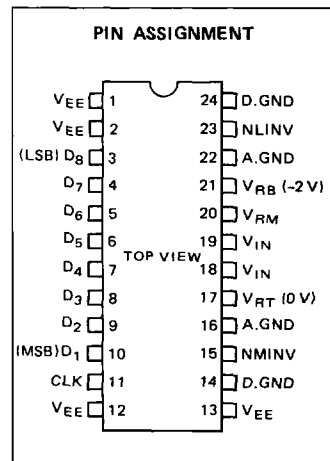 PIN ASSIGNMENT
VEE 1 24 D.GND
VEE 2 23 NLINV
(LSB) D8 3 22 A.GND
D7 4 21 VRB (-2 V)
D6 5 20 VRM
D5 6 19 VIN
TOP VIEW
D4 7 18 VIN
D3 8 17 VRT (0 V)
D2 9 16 A.GND
(MSB) D1 10 15 NMINV
CLK 11 14 D.GND
VEE 12 13 VEE